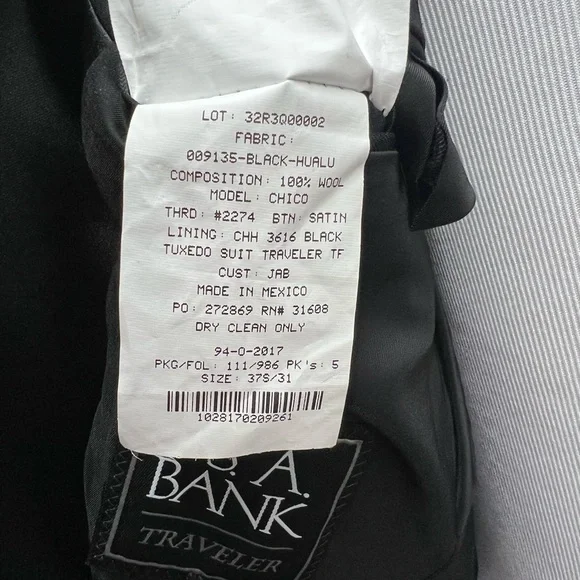 LOT: 32R3Q00002
FABRIC:
009135-BLACK-HUALU
COMPOSITION: 100% WOOL
MODEL: CHICO
THRD: #2274 BTN: SATIN
LINING: CHH 3616 BLACK
TUXEDO SUIT TRAVELER TF
CUST: JAB
MADE IN MEXICO
PO: 272869 RN# 31608
DRY CLEAN ONLY
94-0-2017
PKG/FOL: 111/986 PK's: 5
SIZE: 37S/31
1028170209261
S. A.
BANK
TRAVELER